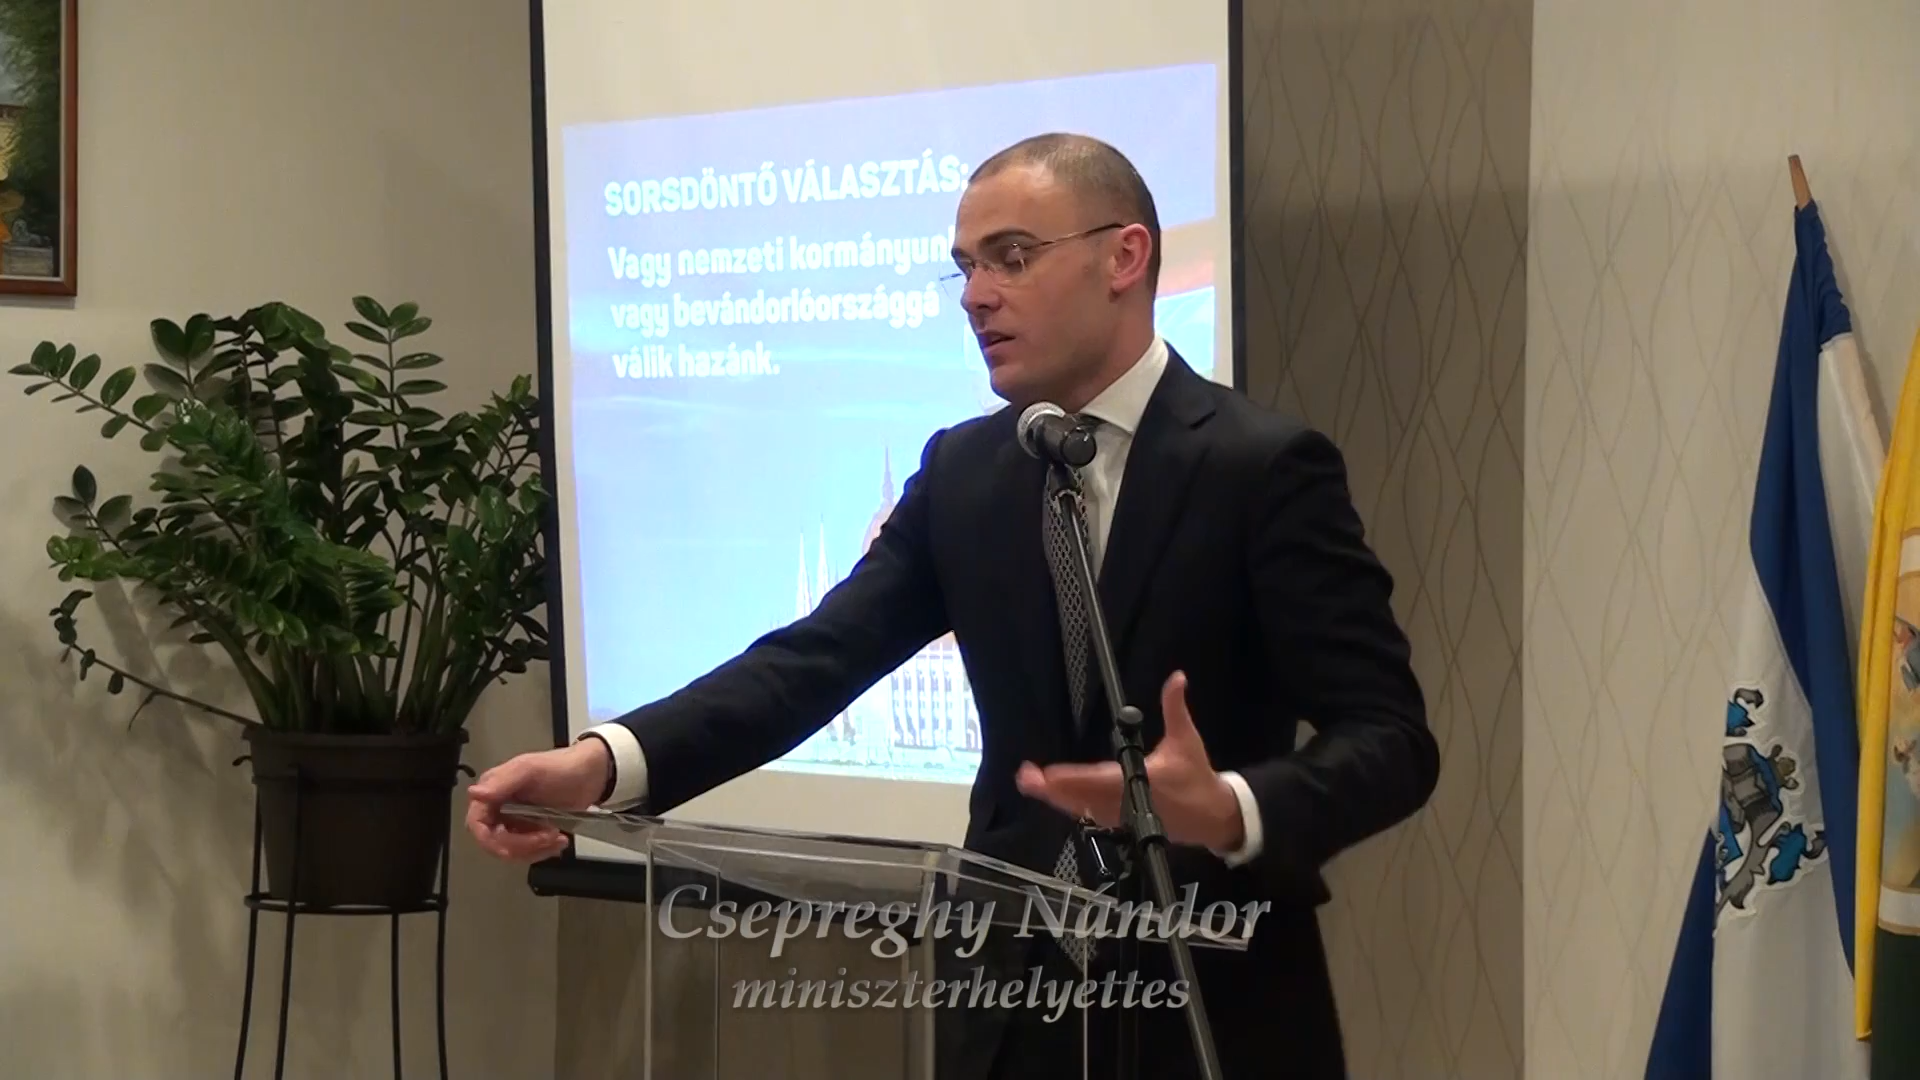 SORSDÖNTŐ VÁLASZTÁS:
Vagy nemzeti kormányunk
vagy bevándorlóországgá
válik hazánk.
Csepreghy Nándor
miniszterhelyettes